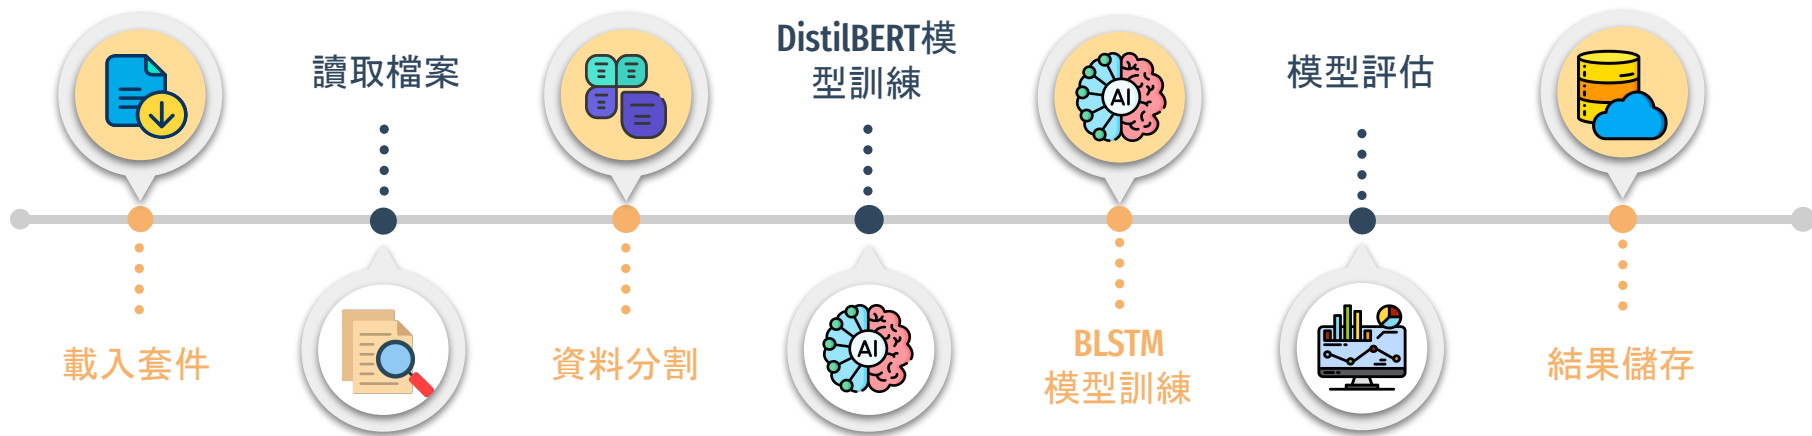 載入套件
讀取檔案
資料分割
DistilBERT模
型訓練
AI
BLSTM
模型訓練
AI
模型評估
結果儲存